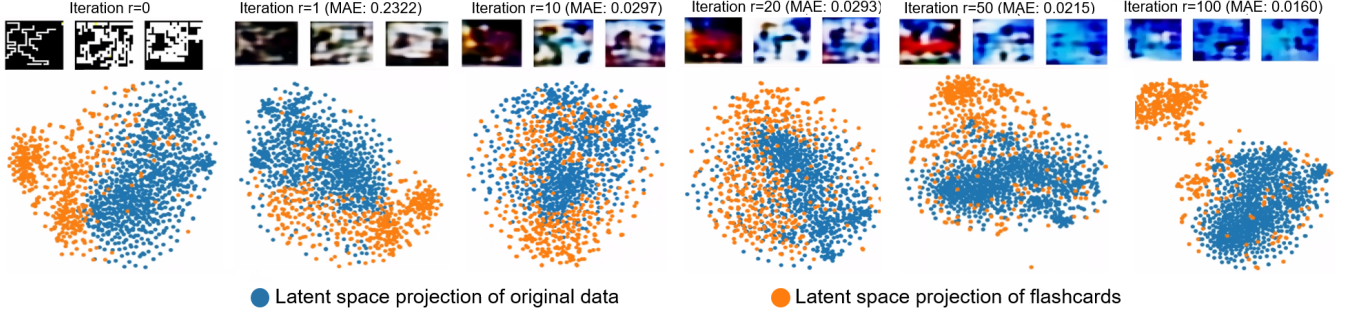 Iteration r=0
Iteration r=1 (MAE: 0.2322)
Iteration r=10 (MAE: 0.0297)
Iteration r=20 (MAE: 0.0293)
Iteration r=50 (MAE: 0.0215)
Iteration r=100 (MAE: 0.0160)
Latent space projection of original data
Latent space projection of flashcards